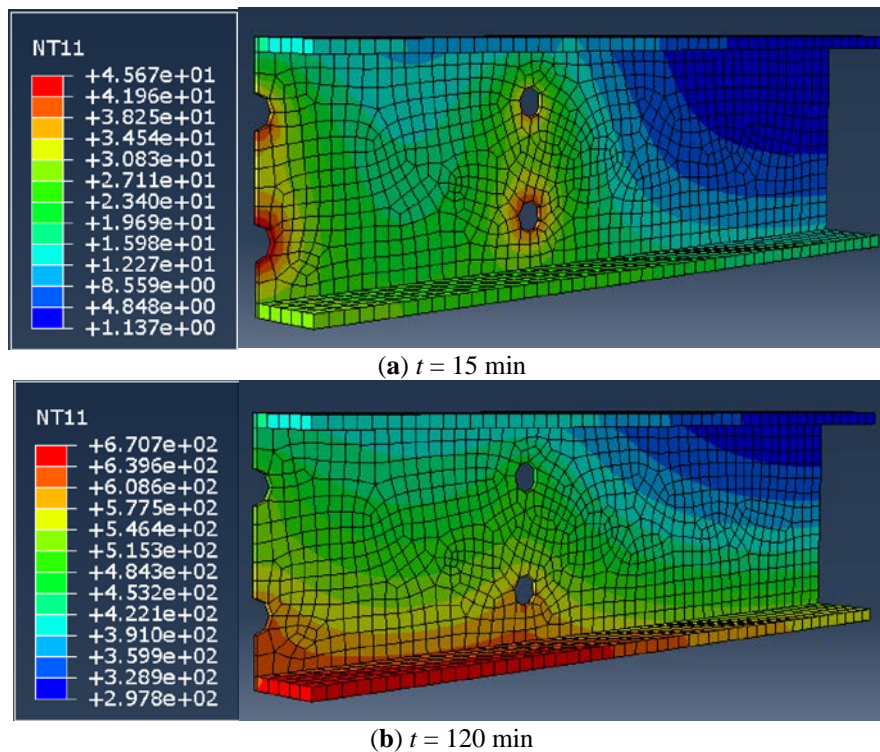 NT11
+4.567e+01
+4.196e+01
+3.825e+01
+3.454e+01
+3.083e+01
+2.711e+01
+2.340e+01
+1.969e+01
+1.598e+01
+1.227e+01
+8.559e+00
+4.848e+00
+1.137e+00
(a) t = 15 min
NT11
+6.707e+02
+6.396e+02
+6.086e+02
+5.775e+02
+5.464e+02
+5.153e+02
+4.843e+02
+4.532e+02
+4.221e+02
+3.910e+02
+3.599e+02
+3.289e+02
+2.978e+02
(b) t = 120 min